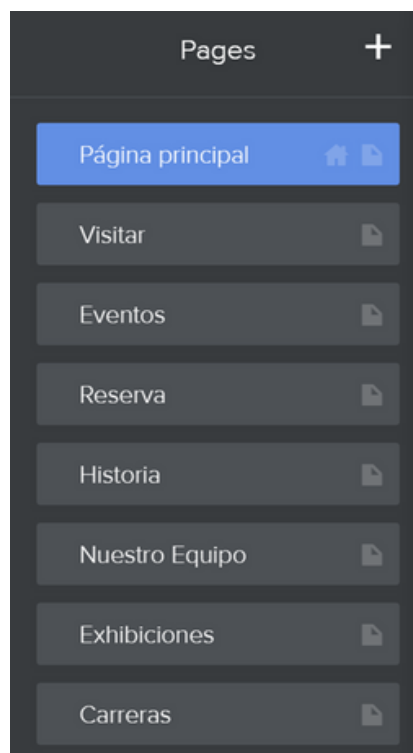 Pages +
Página principal
Visitar
Eventos
Reserva
Historia
Nuestro Equipo
Exhibiciones
Carreras